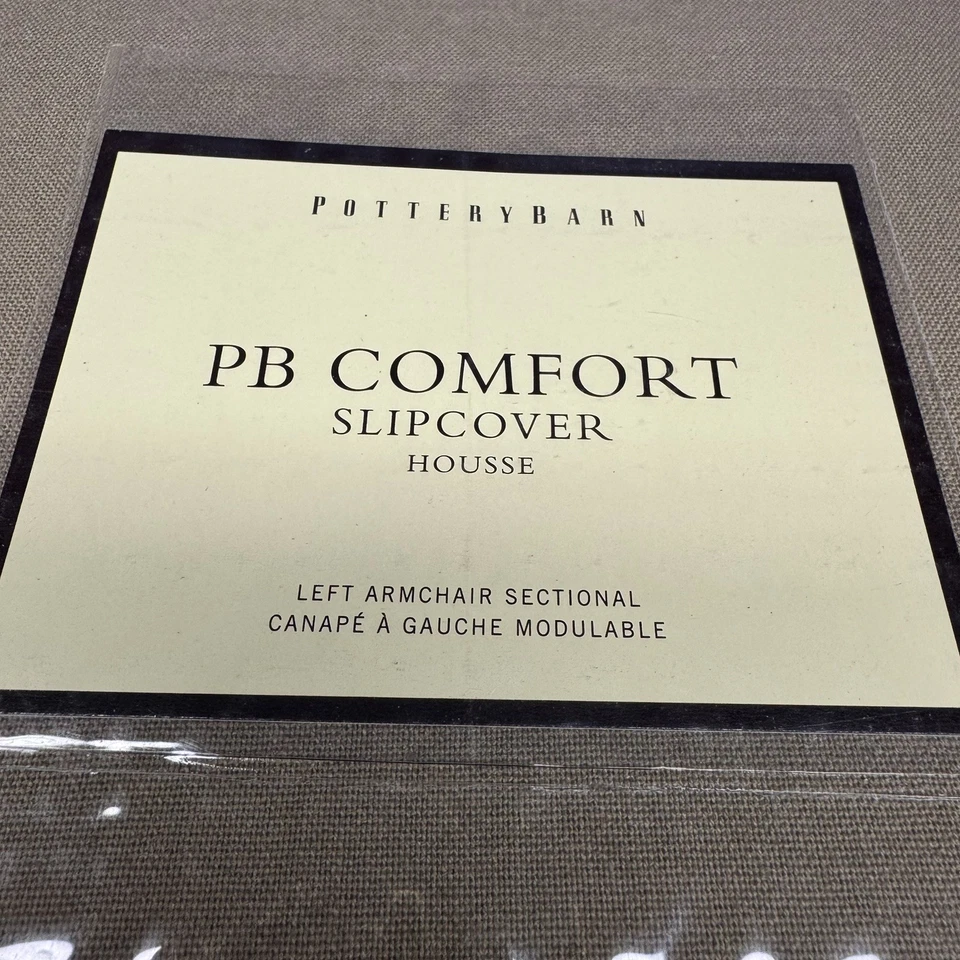 POTTERYBARN
PB COMFORT
SLIPCOVER
HOUSSE
LEFT ARMCHAIR SECTIONAL
CANAPÉ À GAUCHE MODULABLE